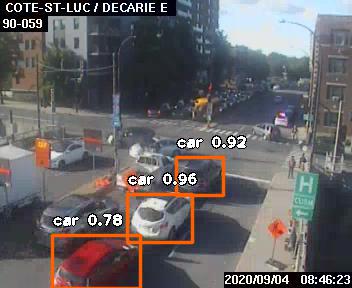 COTE-ST-LUC / DECARIE E
90-059
car 0.92
car 0.96
car 0.78
H
CUSM
2020/09/04 08:46:23